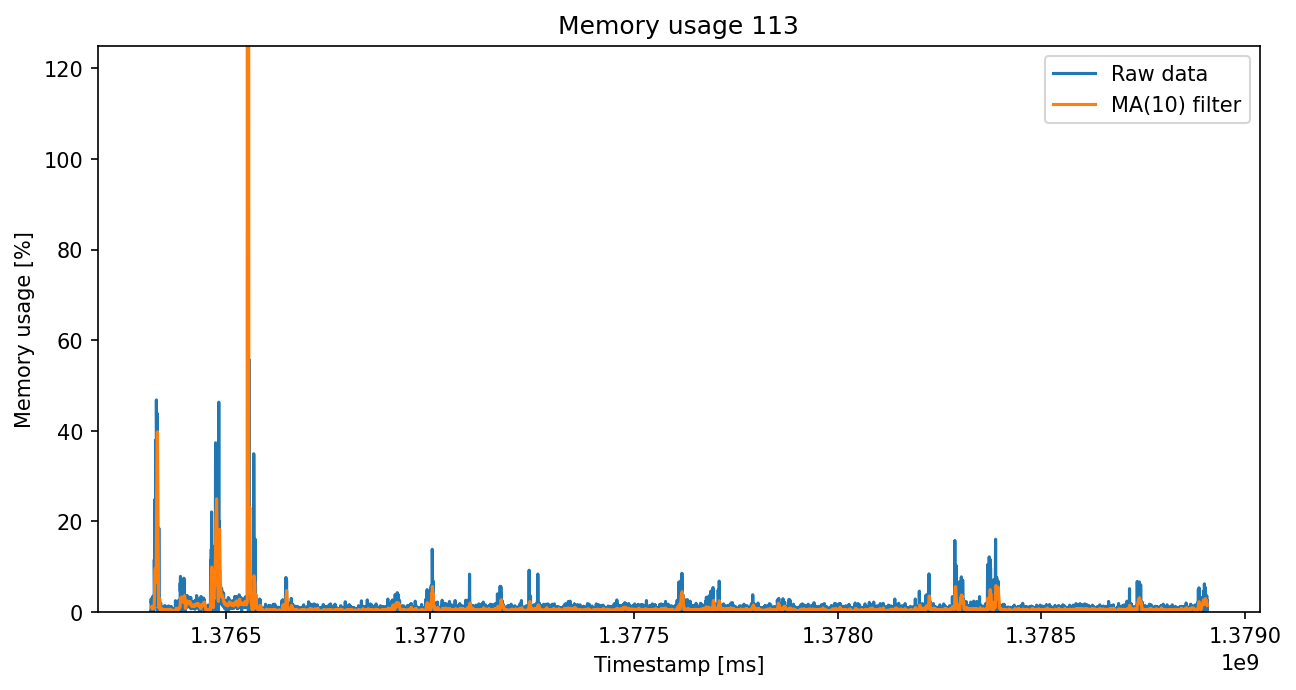 Memory usage 113
Raw data
MA(10) filter
Memory usage [%]
120
100
80
60
40
20
0
1.3765 1.3770 1.3775 1.3780 1.3785 1.3790
1e9
Timestamp [ms]